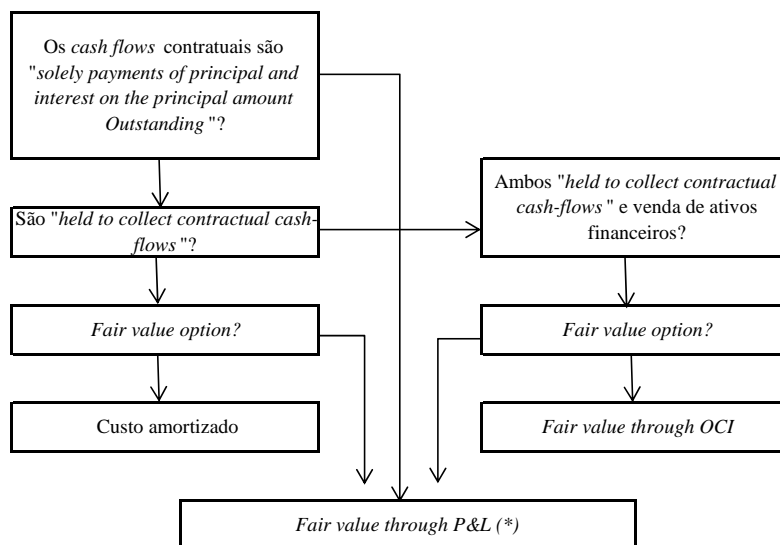 Os cash flows contratuais são
"solely payments of principal and
interest on the principal amount
Outstanding "?
São "held to collect contractual cash-
flows "?
Ambos "held to collect contractual
cash-flows " e venda de ativos
financeiros?
Fair value option?
Fair value option?
Custo amortizado
Fair value through OCI
Fair value through P&L (*)